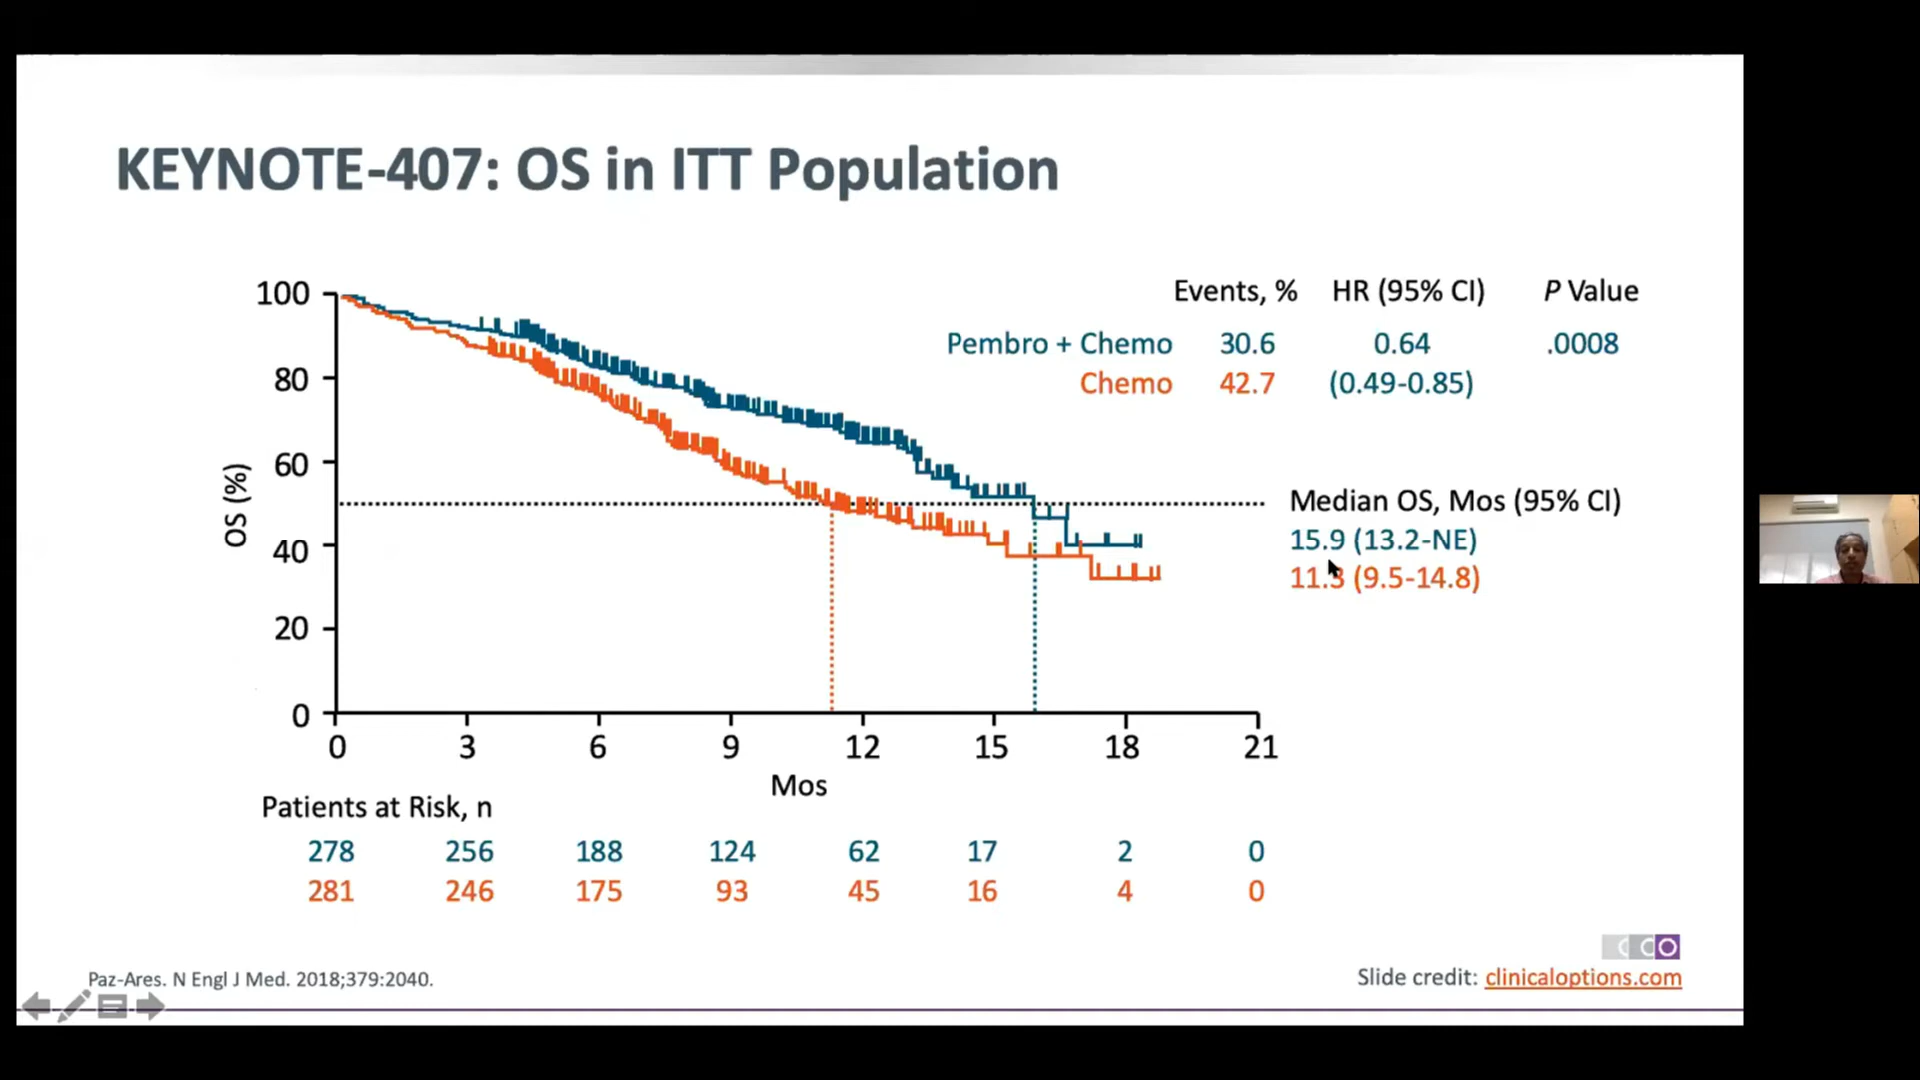 KEYNOTE-407: OS in ITT Population
Events, % HR (95% CI) P Value
Pembro + Chemo 30.6 0.64 .0008
Chemo 42.7 (0.49-0.85)
100
80
60
40
20
0
OS (%)
Median OS, Mos (95% CI)
15.9 (13.2-NE)
11.3 (9.5-14.8)
0 3 6 9 12 15 18 21
Mos
Patients at Risk, n
278 256 188 124 62 17 2 0
281 246 175 93 45 16 4 0
CCO
Paz-Ares. N Engl J Med. 2018;379:2040.
Slide credit: clinicaloptions.com